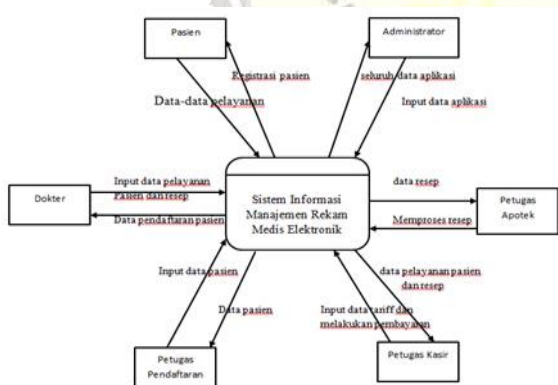 Pasien
Administrator
Registrasi pasien
seluruh data aplikasi
Data-data pelayanan
Input data aplikasi
Dokter
Input data pelayanan
Pasien dan resep
Data pendaftaran pasien
Sistem Informasi
Manajemen Rekam
Medis Elektronik
data resep
Memproses resep
Petugas
Apotek
Input data pasien
Data pasien
data pelayanan pasien
dan resep
Input data tariff dan
melakukan pembayaran
Petugas
Pendaftaran
Petugas Kasir